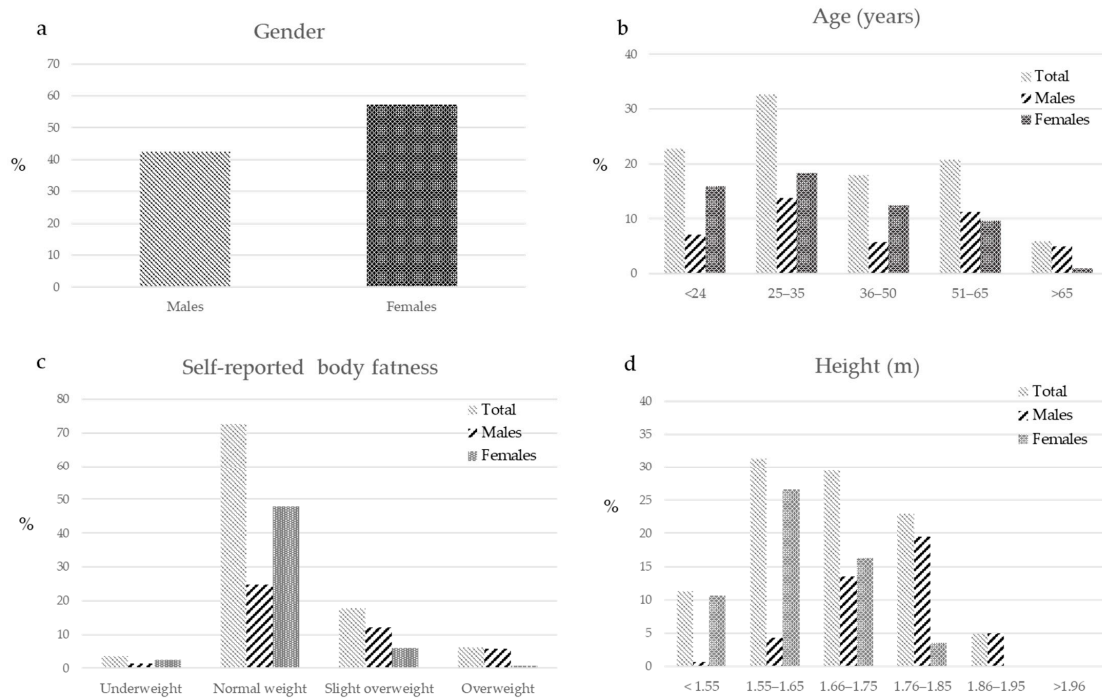 a
Gender
70
60
50
40
30
20
10
0
%
Males Females
b
Age (years)
40
30
20
10
0
%
Total
Males
Females
<24 25–35 36–50 51–65 >65
c
Self-reported body fatness
80
70
60
50
40
30
20
10
0
%
Total
Males
Females
Underweight Normal weight Slight overweight Overweight
d
Height (m)
40
35
30
25
20
15
10
5
0
%
Total
Males
Females
< 1.55 1.55–1.65 1.66–1.75 1.76–1.85 1.86–1.95 >1.96